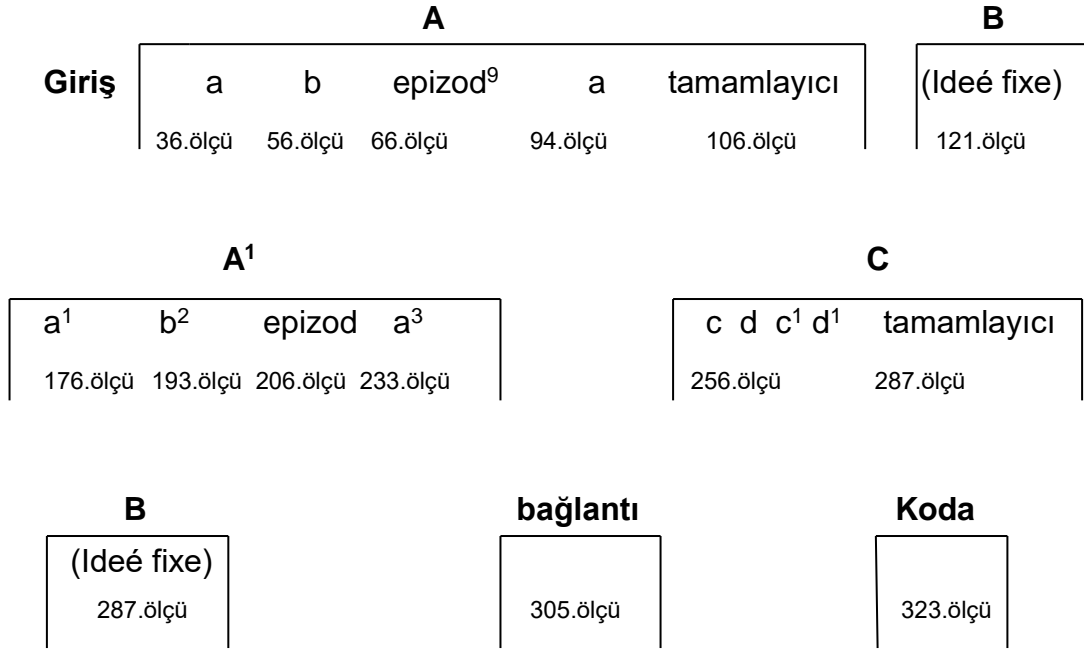 A B
Giriş a b epizod⁹ a tamamlayıcı (Ideé fixe)
36.ölçü 56.ölçü 66.ölçü 94.ölçü 106.ölçü 121.ölçü
A¹ C
a¹ b² epizod a³ c d c¹ d¹ tamamlayıcı
176.ölçü 193.ölçü 206.ölçü 233.ölçü 256.ölçü 287.ölçü
B bağlantı Koda
(Ideé fixe)
287.ölçü 305.ölçü 323.ölçü